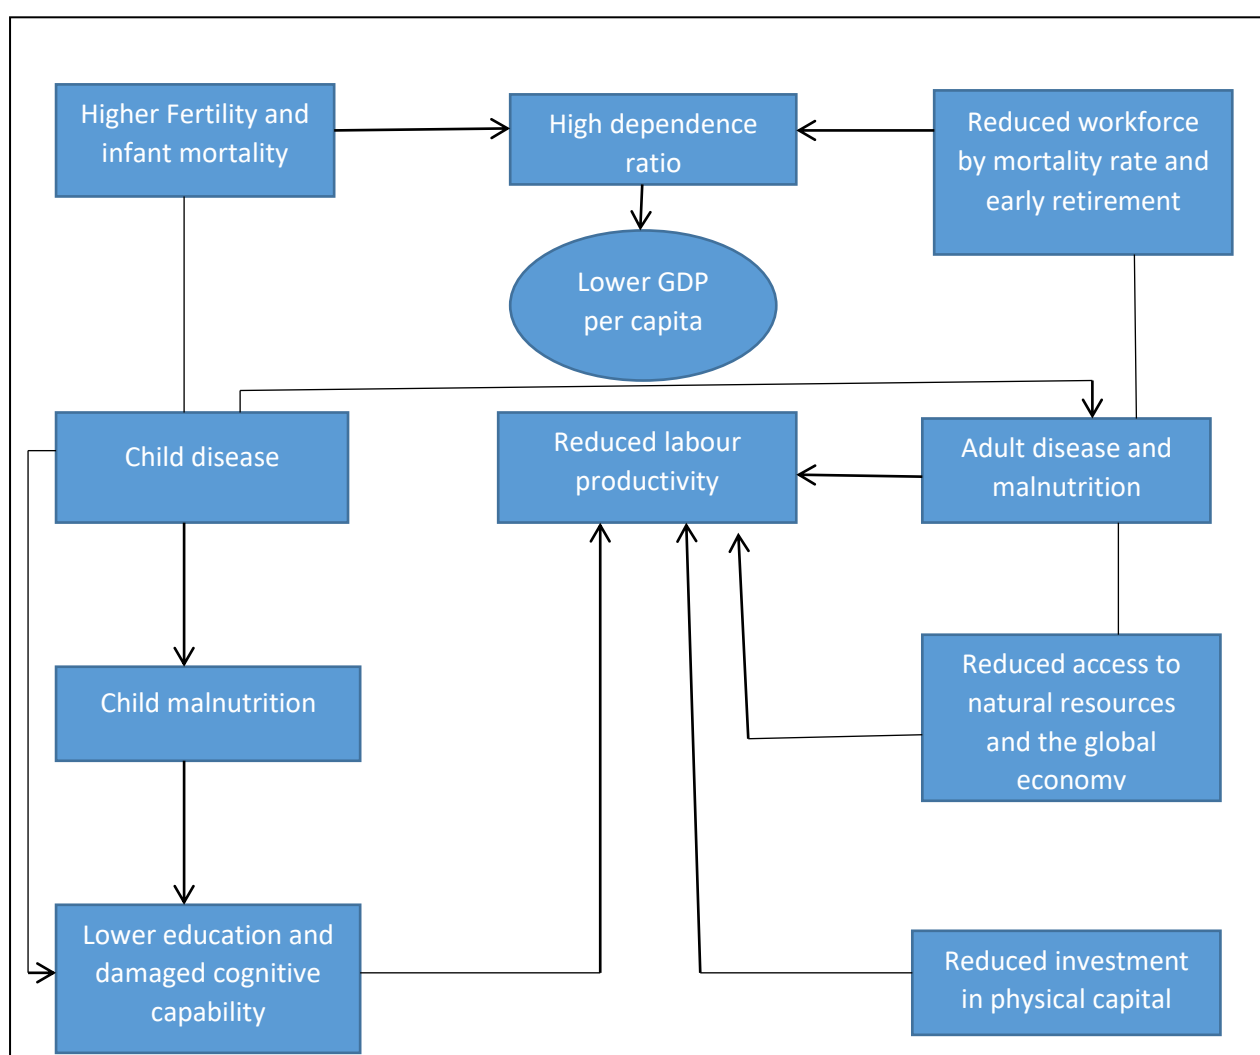 Higher Fertility and
infant mortality
High dependence
ratio
Reduced workforce
by mortality rate and
early retirement
Lower GDP
per capita
Child disease
Reduced labour
productivity
Adult disease and
malnutrition
Child malnutrition
Reduced access to
natural resources
and the global
economy
Lower education and
damaged cognitive
capability
Reduced investment
in physical capital